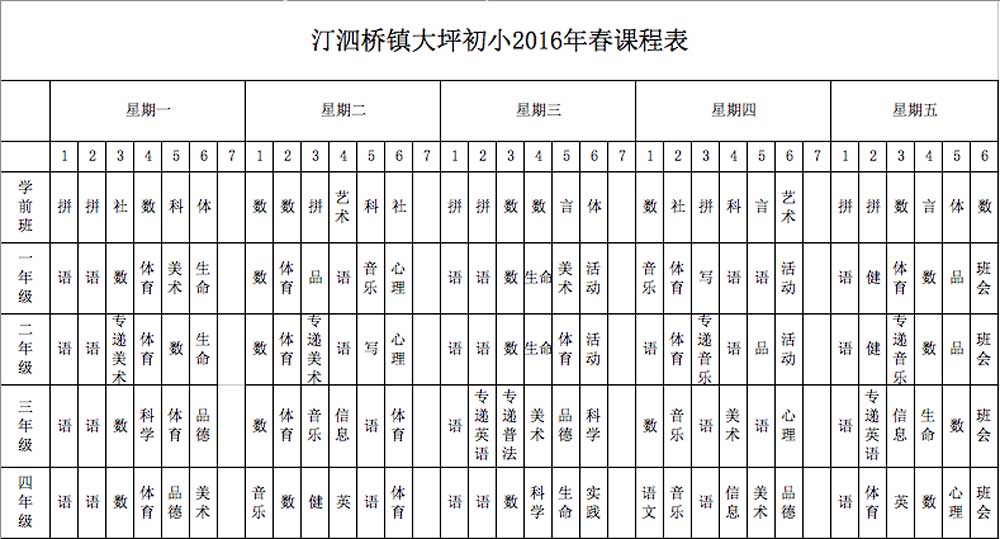 汀泗桥镇大坪初小2016年春课程表
星期一 星期二 星期三 星期四 星期五
1 2 3 4 5 6 7 1 2 3 4 5 6 7 1 2 3 4 5 6 7 1 2 3 4 5 6 7 1 2 3 4 5 6
学前班 拼 拼 社 数 科 体 数 数 拼 艺术 科 社 拼 拼 数 数 言 体 数 社 拼 科 言 艺术 拼 拼 数 言 体 数
一年级 语 语 数 体育 美术 生命 数 体育 品 语 音乐 心理 语 语 数 生命 美术 活动 音乐 体育 写 语 语 活动 语 健 体育 数 品 班会
二年级 语 语 专递美术 体育 数 生命 数 体育 专递美术 语 写 心理 语 语 数 生命 体育 活动 语 体育 专递音乐 语 品 活动 语 健 专递音乐 数 品 班会
三年级 语 语 数 科学 体育 品德 数 体育 音乐 信息 语 体育 语 专递英语 专递普法 美术 品德 科学 数 音乐 语 美术 语 心理 语 专递英语 信息 生命 数 班会
四年级 语 语 数 体育 品德 美术 音乐 数 健 英 语 体育 语 语 数 科学 生命 实践 语文 音乐 语 信息 美术 品德 语 体育 英 数 心理 班会